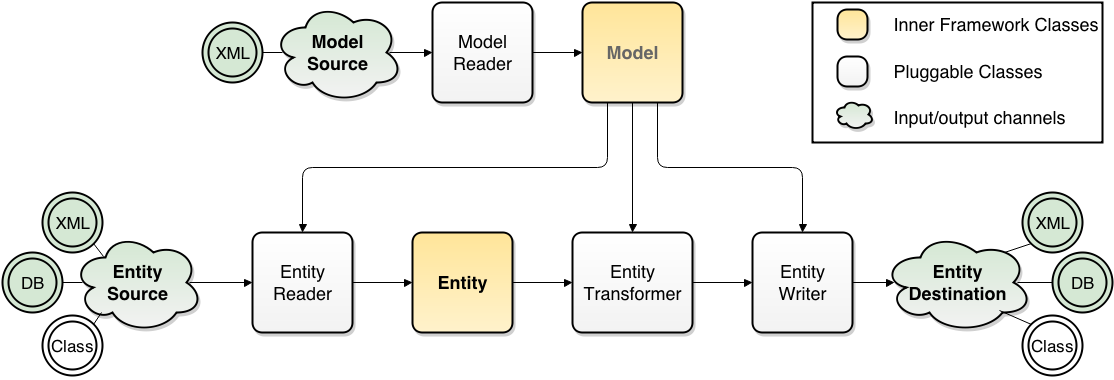 XML
Model
Source
Model
Reader
Model
Inner Framework Classes
Pluggable Classes
Input/output channels
XML
DB
Class
Entity
Source
Entity
Reader
Entity
Entity
Transformer
Entity
Writer
Entity
Destination
XML
DB
Class